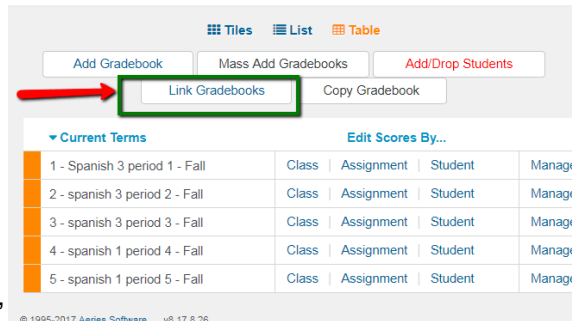 Tiles List Table
Add Gradebook Mass Add Gradebooks Add/Drop Students
Link Gradebooks Copy Gradebook
Current Terms Edit Scores By...
1 - Spanish 3 period 1 - Fall Class | Assignment | Student Manage
2 - spanish 3 period 2 - Fall Class | Assignment | Student Manage
3 - spanish 3 period 3 - Fall Class | Assignment | Student Manage
4 - spanish 1 period 4 - Fall Class | Assignment | Student Manage
5 - spanish 1 period 5 - Fall Class | Assignment | Student Manage
,
© 1995-2017 Aeries Software v8.17.8.26